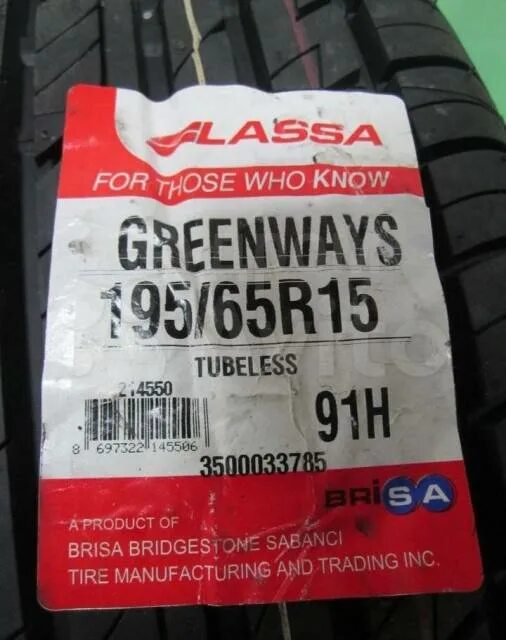 LASSA
FOR THOSE WHO KNOW
GREENWAYS
195/65R15
TUBELESS
214550
91H
8 697322 145506
3500033785
BRiSA
A PRODUCT OF
BRISA BRIDGESTONE SABANCI
TIRE MANUFACTURING AND TRADING INC.